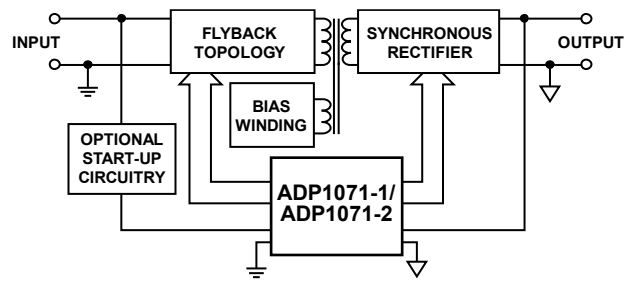 INPUT
FLYBACK
TOPOLOGY
SYNCHRONOUS
RECTIFIER
OUTPUT
BIAS
WINDING
OPTIONAL
START-UP
CIRCUITRY
ADP1071-1/
ADP1071-2